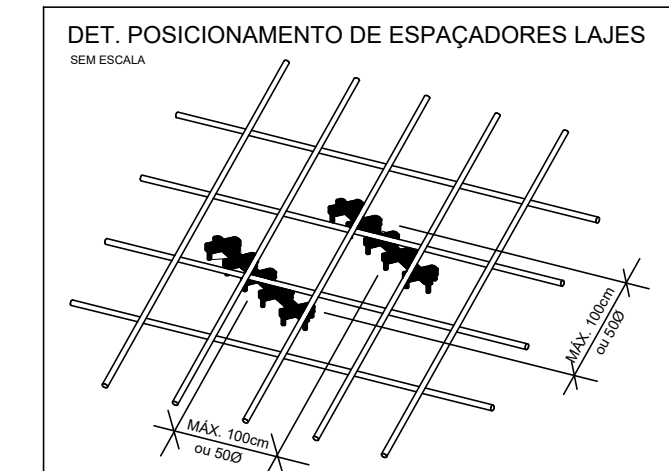 DET. POSICIONAMENTO DE ESPAÇADORES LAJES
SEM ESCALA
MÁX. 100cm
ou 50Ø
MÁX. 100cm
ou 50Ø